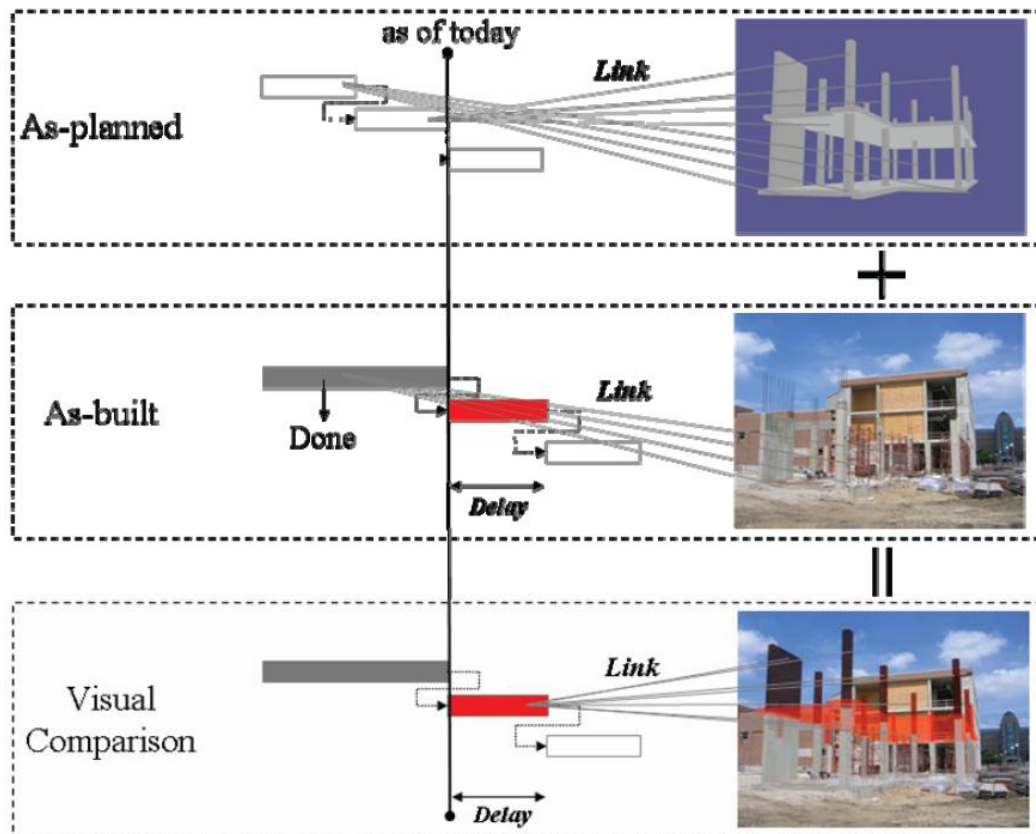 as of today
Link
As-planned
+
As-built
Link
Done
Delay
=
Link
Visual
Comparison
Delay